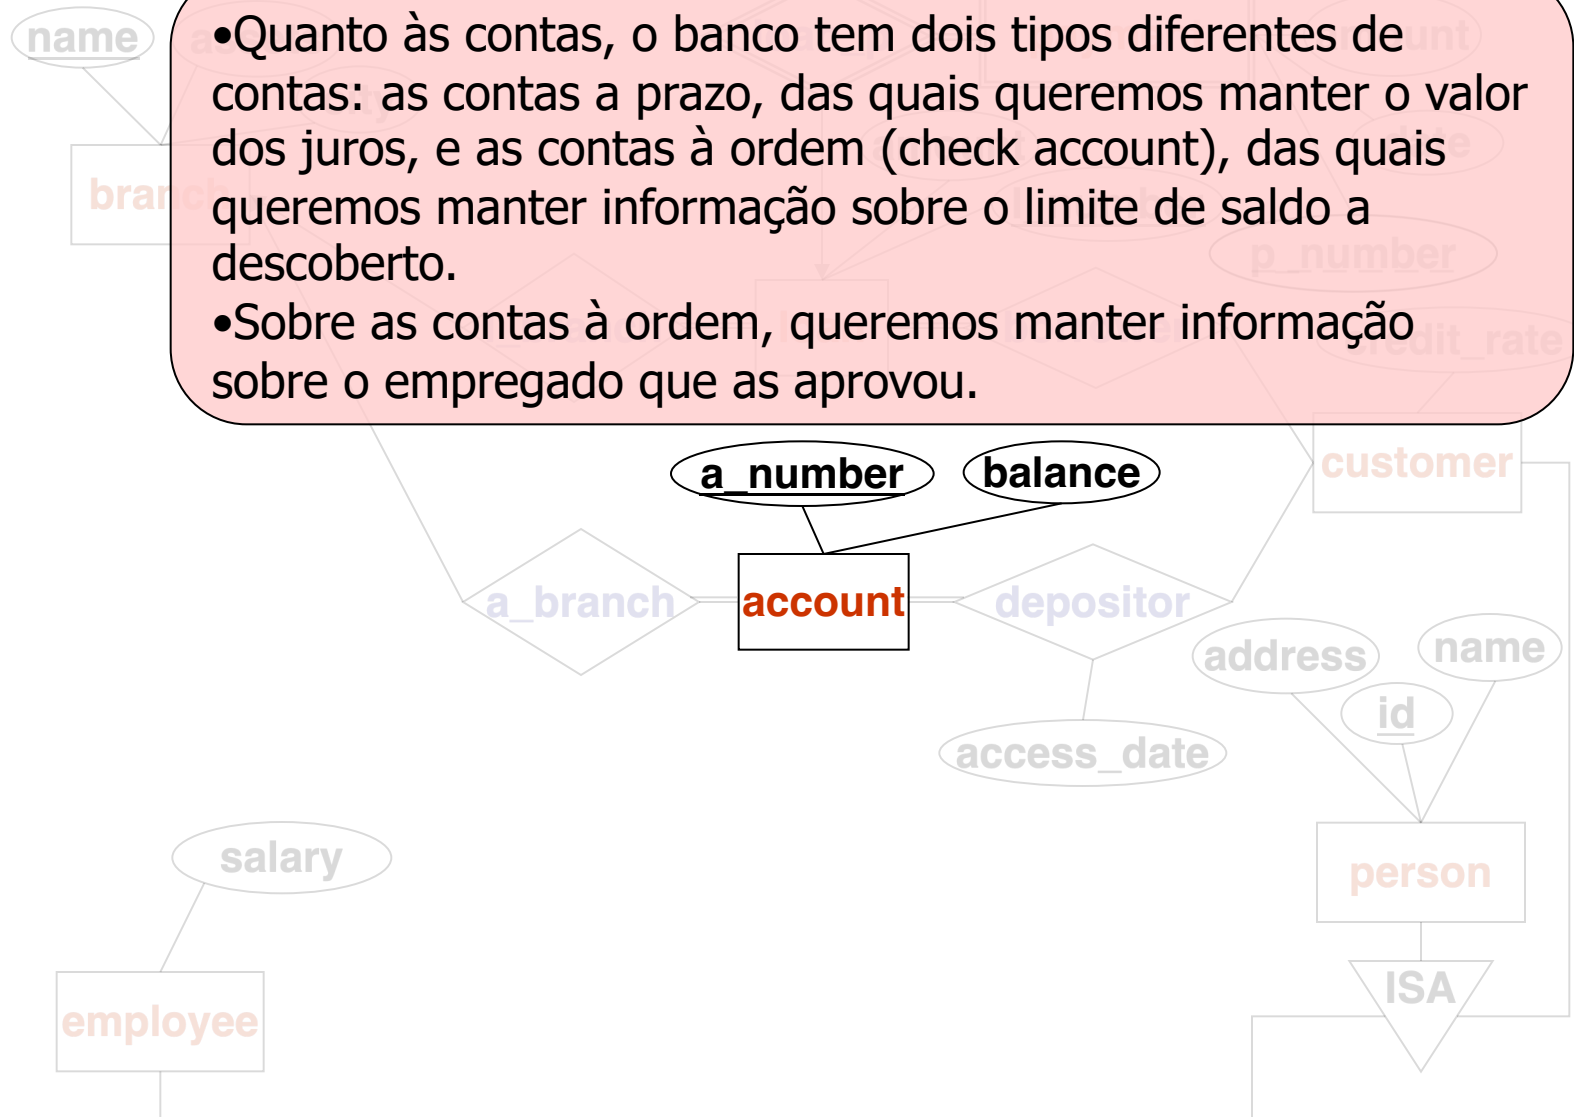 •Quanto às contas, o banco tem dois tipos diferentes de
contas: as contas a prazo, das quais queremos manter o valor
dos juros, e as contas à ordem (check account), das quais
queremos manter informação sobre o limite de saldo a
descoberto.
•Sobre as contas à ordem, queremos manter informação
sobre o empregado que as aprovou.
name
branch
p_number
credit_rate
customer
a_number
balance
a_branch
account
depositor
address
name
id
access_date
salary
person
employee
ISA